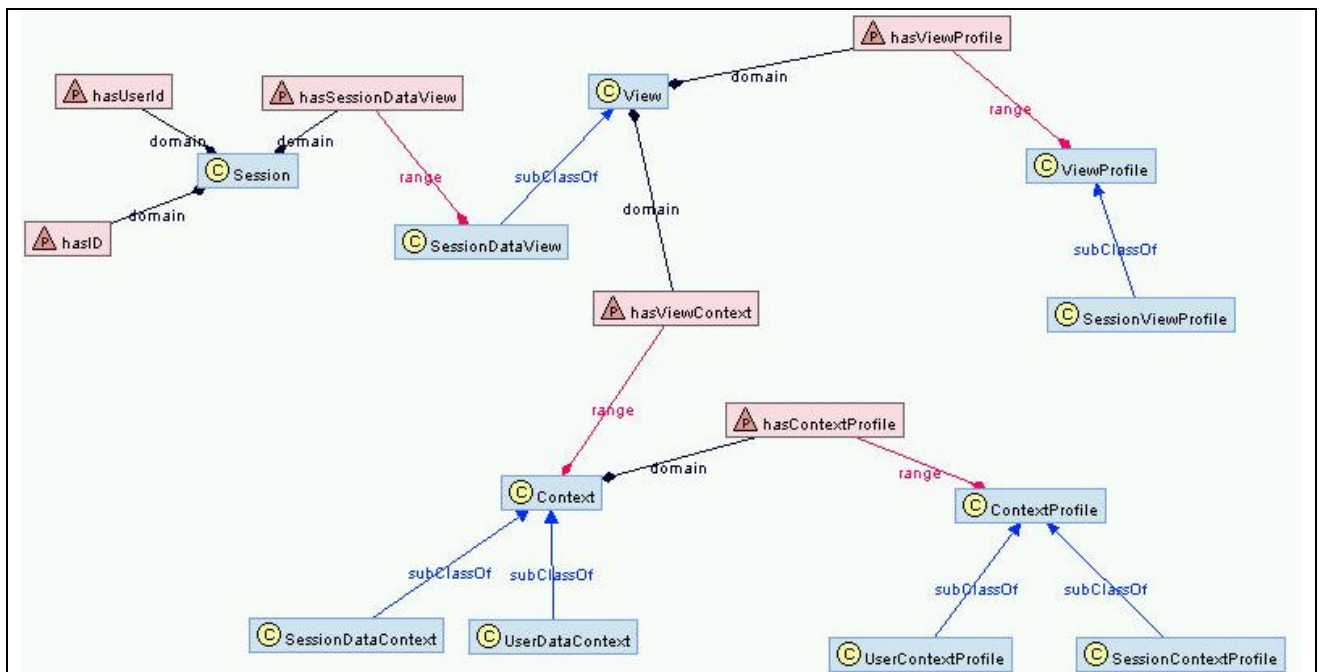 P hasViewProfile
domain
range
P hasUserId
P hasSessionDataView
C View
domain
domain
C Session
range
subClassOf
C ViewProfile
domain
P hasID
domain
C SessionDataView
subClassOf
P hasViewContext
C SessionViewProfile
range
P hasContextProfile
domain
range
C Context
C ContextProfile
subClassOf
subClassOf
subClassOf
subClassOf
C SessionDataContext
C UserDataContext
C UserContextProfile
C SessionContextProfile